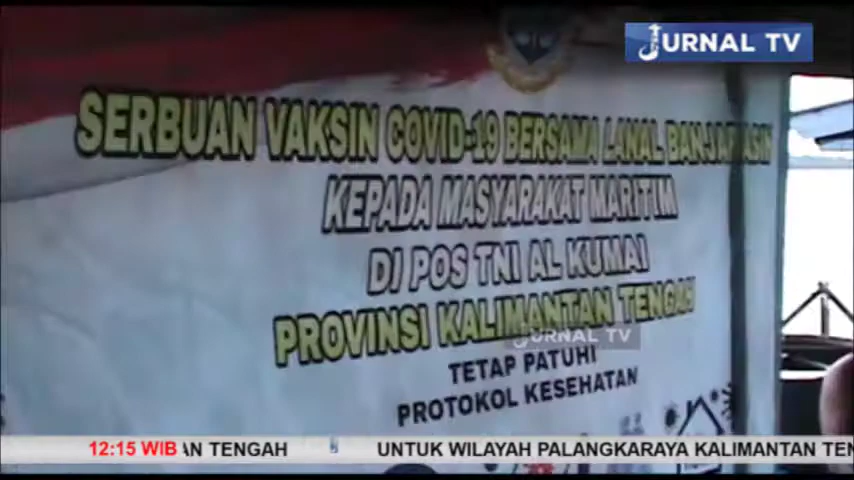 JURNAL TV
SERBUAN VAKSIN COVID-19 BERSAMA LANAL BANJARMASIN
KEPADA MASYARAKAT MARITIM
DI POS TNI AL KUMAI
PROVINSI KALIMANTAN TENGAH
JURNAL TV
TETAP PATUHI
PROTOKOL KESEHATAN
12:15 WIB AN TENGAH UNTUK WILAYAH PALANGKARAYA KALIMANTAN TEN